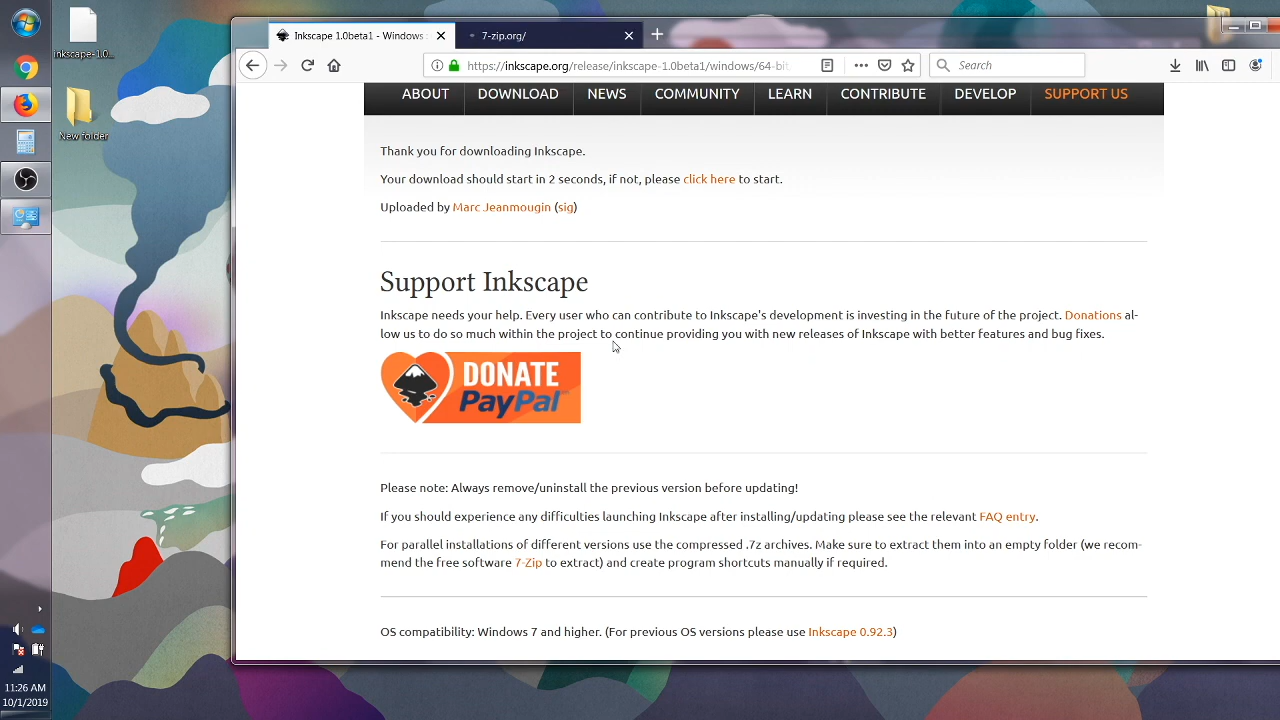 inkscape-1.0...
New folder
11:26 AM
10/1/2019
Inkscape 1.0beta1 - Windows :
7-zip.org/
https://inkscape.org/release/inkscape-1.0beta1/windows/64-bit.
Search
ABOUT DOWNLOAD NEWS COMMUNITY LEARN CONTRIBUTE DEVELOP SUPPORT US
Thank you for downloading Inkscape.
Your download should start in 2 seconds, if not, please click here to start.
Uploaded by Marc Jeanmougin (sig)
Support Inkscape
Inkscape needs your help. Every user who can contribute to Inkscape's development is investing in the future of the project. Donations al-
low us to do so much within the project to continue providing you with new releases of Inkscape with better features and bug fixes.
DONATE
PayPal
Please note: Always remove/uninstall the previous version before updating!
If you should experience any difficulties launching Inkscape after installing/updating please see the relevant FAQ entry.
For parallel installations of different versions use the compressed .7z archives. Make sure to extract them into an empty folder (we recom-
mend the free software 7-Zip to extract) and create program shortcuts manually if required.
OS compatibility: Windows 7 and higher. (For previous OS versions please use Inkscape 0.92.3)